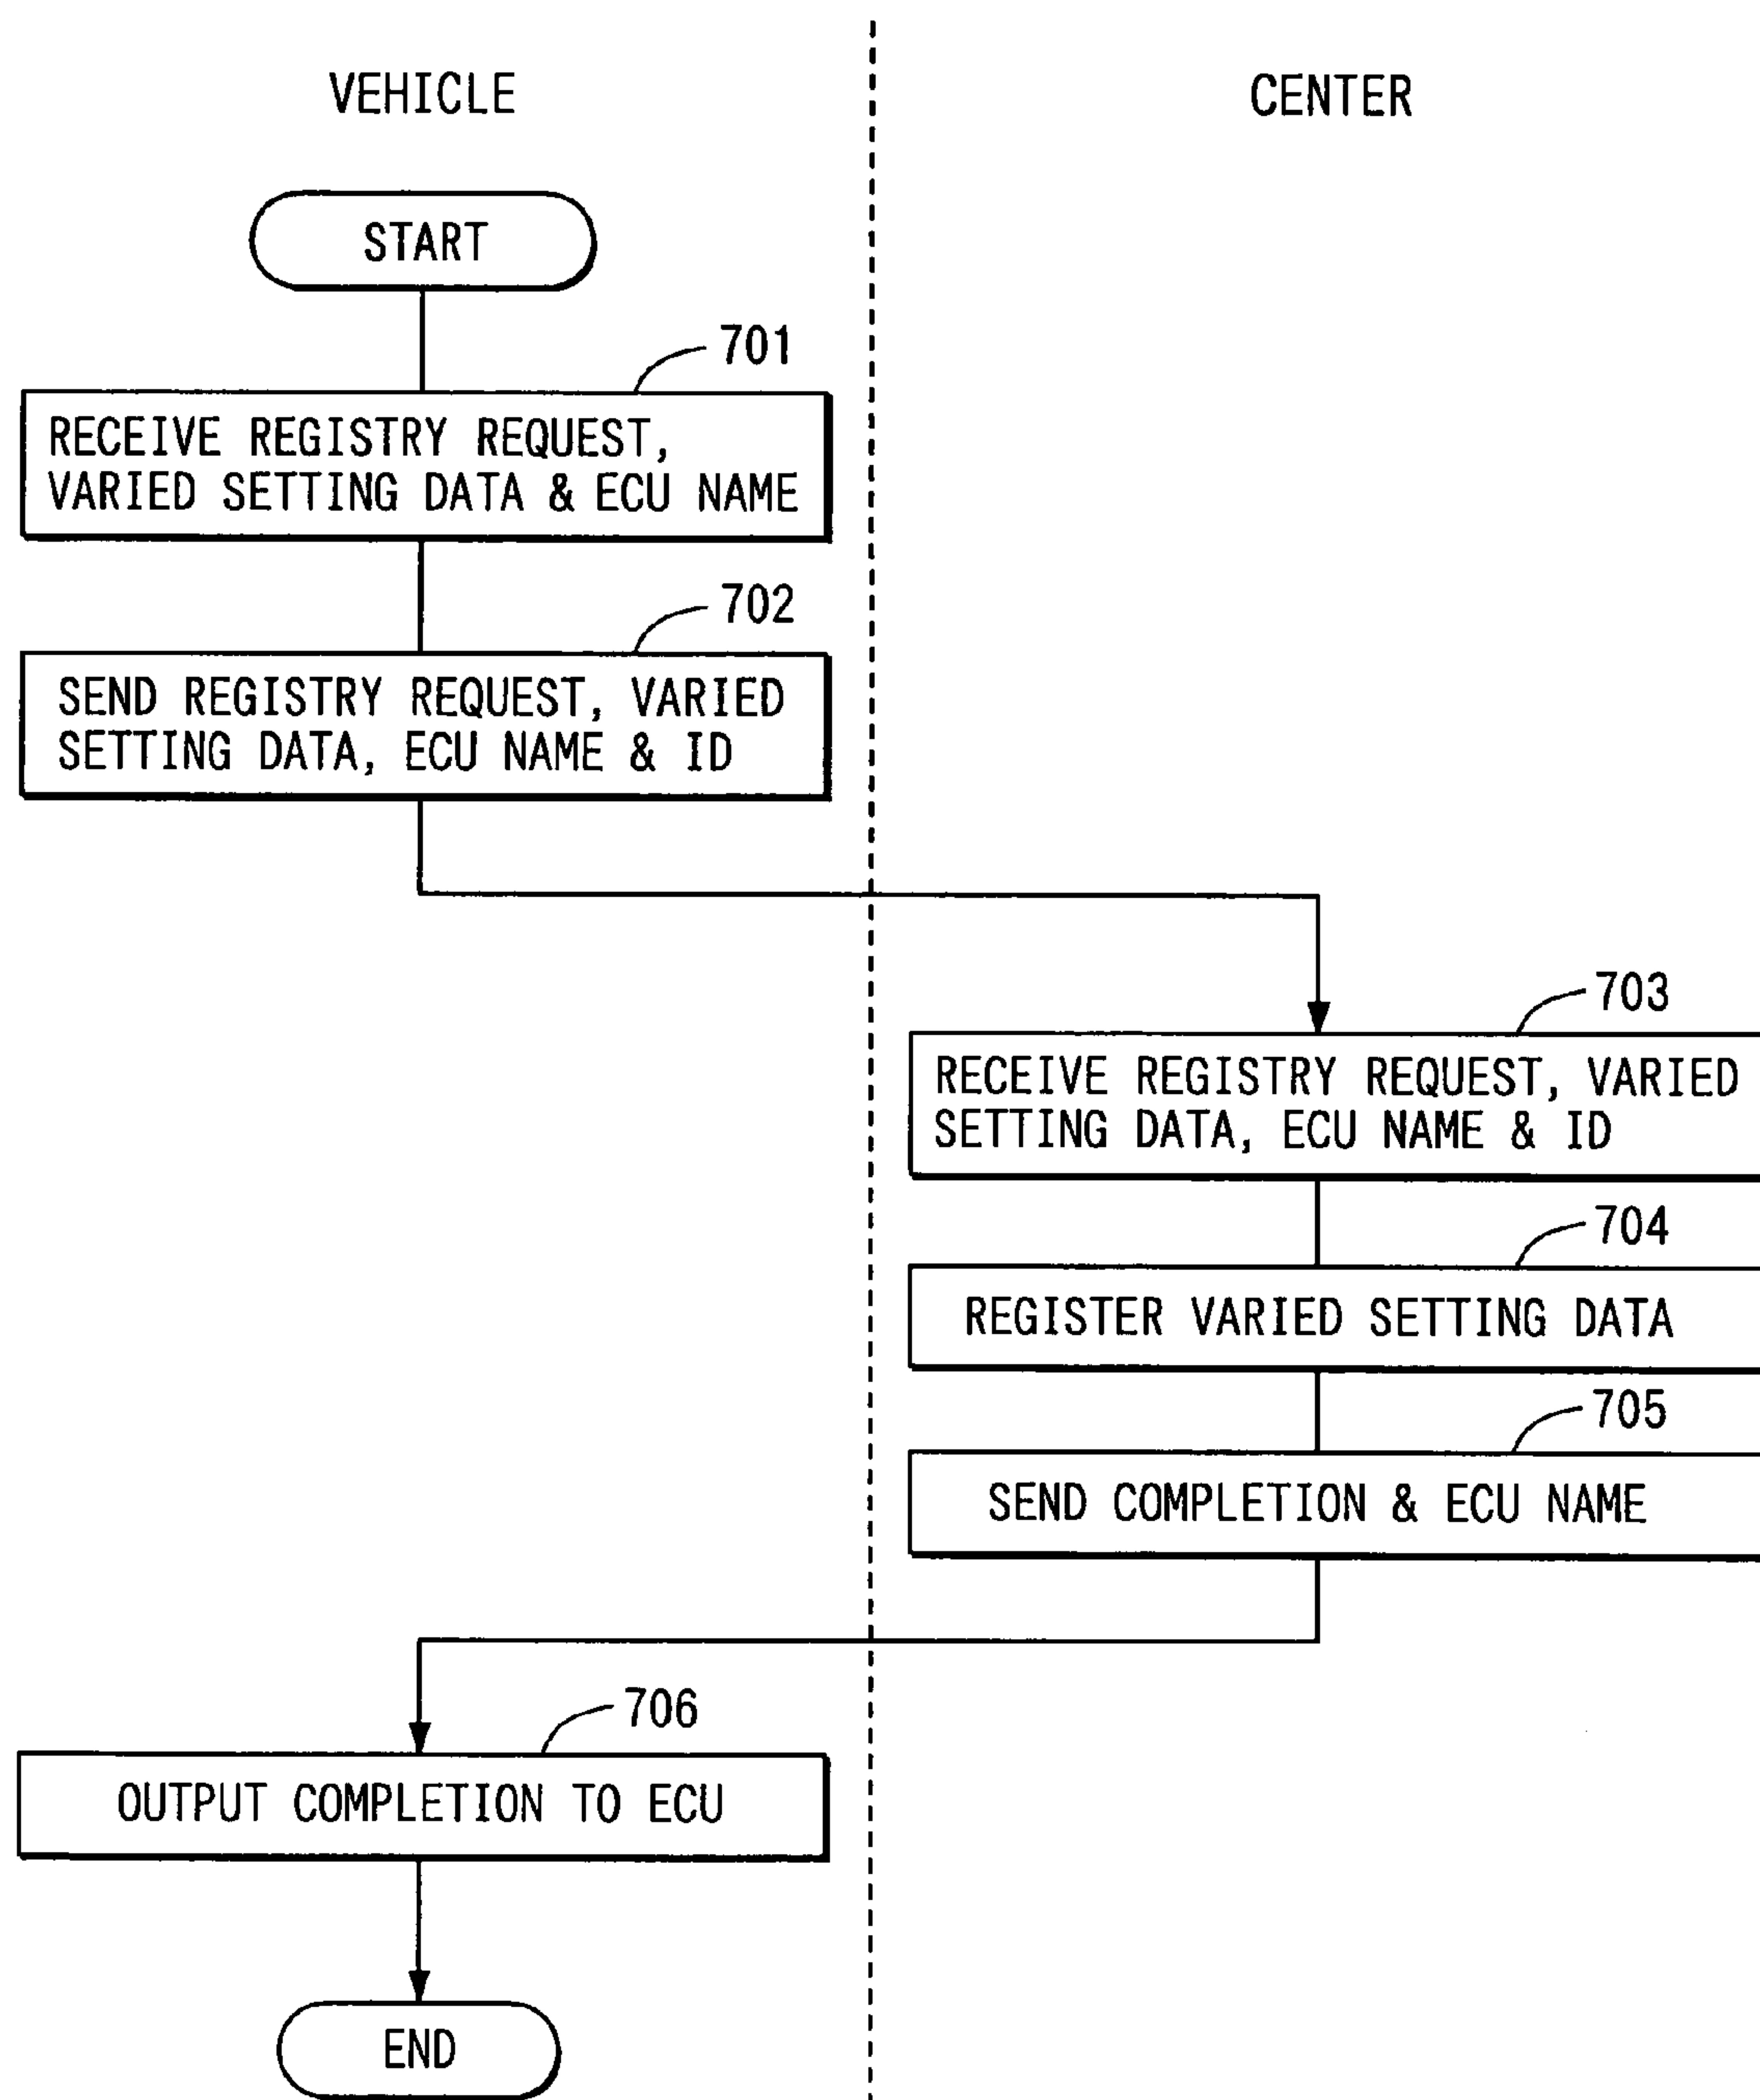 VEHICLE
CENTER
START
701
RECEIVE REGISTRY REQUEST,
VARIED SETTING DATA & ECU NAME
702
SEND REGISTRY REQUEST, VARIED
SETTING DATA, ECU NAME & ID
703
RECEIVE REGISTRY REQUEST, VARIED
SETTING DATA, ECU NAME & ID
704
REGISTER VARIED SETTING DATA
705
SEND COMPLETION & ECU NAME
706
OUTPUT COMPLETION TO ECU
END